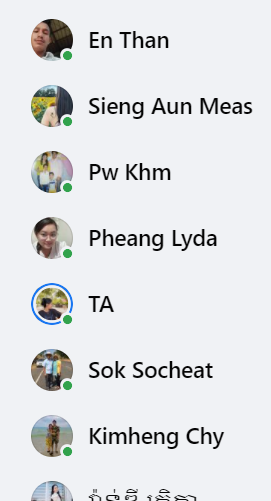 En Than
Sieng Aun Meas
Pw Khm
Pheang Lyda
TA
Sok Socheat
Kimheng Chy